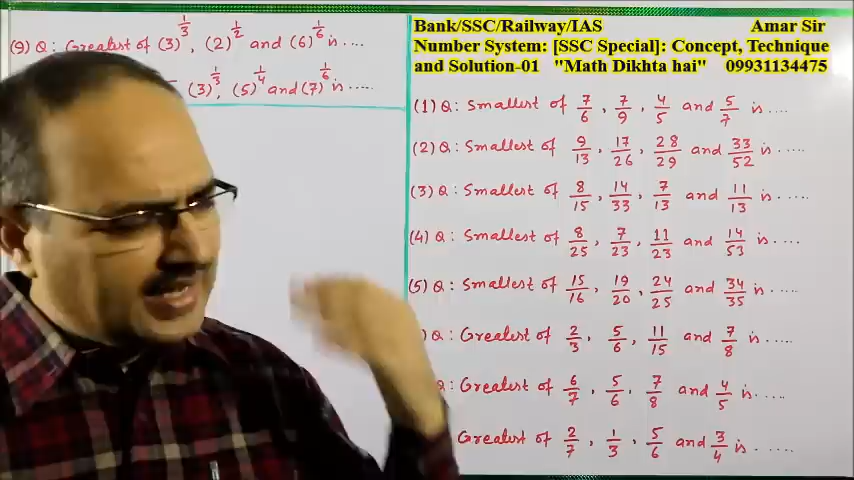 (9) Q: Greatest of (3)^1/3, (2)^1/2 and (6)^1/6 is ....
(3)^1/3, (5)^1/4 and (7)^1/6 is .....
Bank/SSC/Railway/IAS Amar Sir
Number System: [SSC Special]: Concept, Technique
and Solution-01 "Math Dikhta hai" 09931134475
(1) Q: Smallest of 7/6, 7/9, 4/5 and 5/7 is ....
(2) Q: Smallest of 9/13, 17/26, 28/29 and 33/52 is .....
(3) Q: Smallest of 8/15, 14/33, 7/13 and 11/13 is .....
(4) Q: Smallest of 8/25, 7/23, 11/23 and 14/53 is ....
(5) Q: Smallest of 15/16, 19/20, 24/25 and 34/35 is ....
) Q: Greatest of 2/3, 5/6, 11/15 and 7/8 is ....
Q: Greatest of 6/7, 5/6, 7/8 and 4/5 is .....
Greatest of 2/7, 1/3, 5/6 and 3/4 is .....